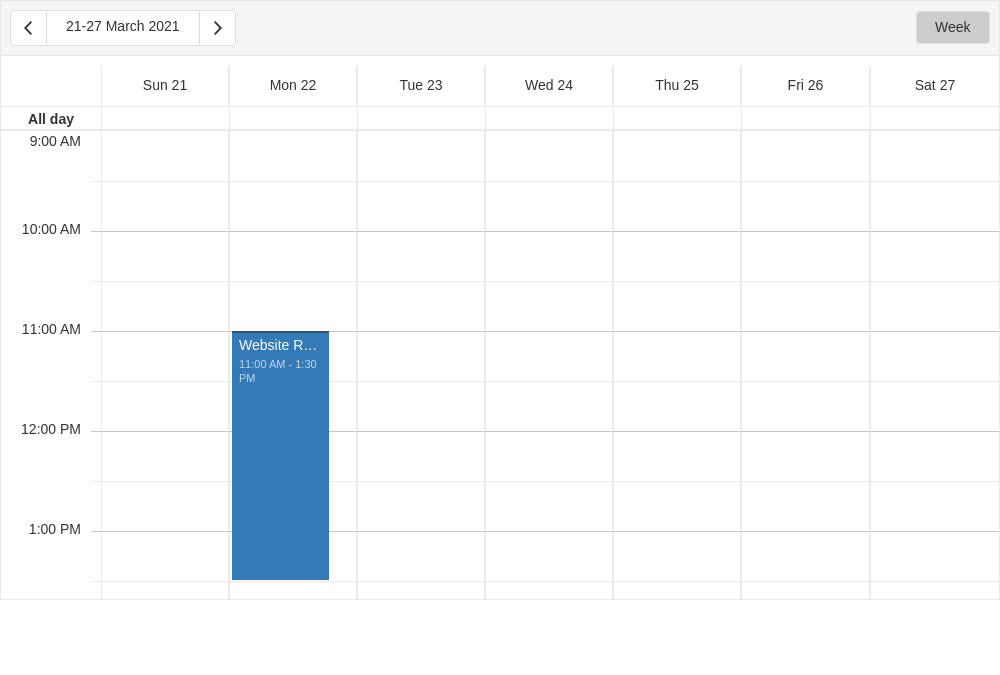 21-27 March 2021
Week
Sun 21
Mon 22
Tue 23
Wed 24
Thu 25
Fri 26
Sat 27
All day
9:00 AM
10:00 AM
11:00 AM
Website R…
11:00 AM - 1:30
PM
12:00 PM
1:00 PM